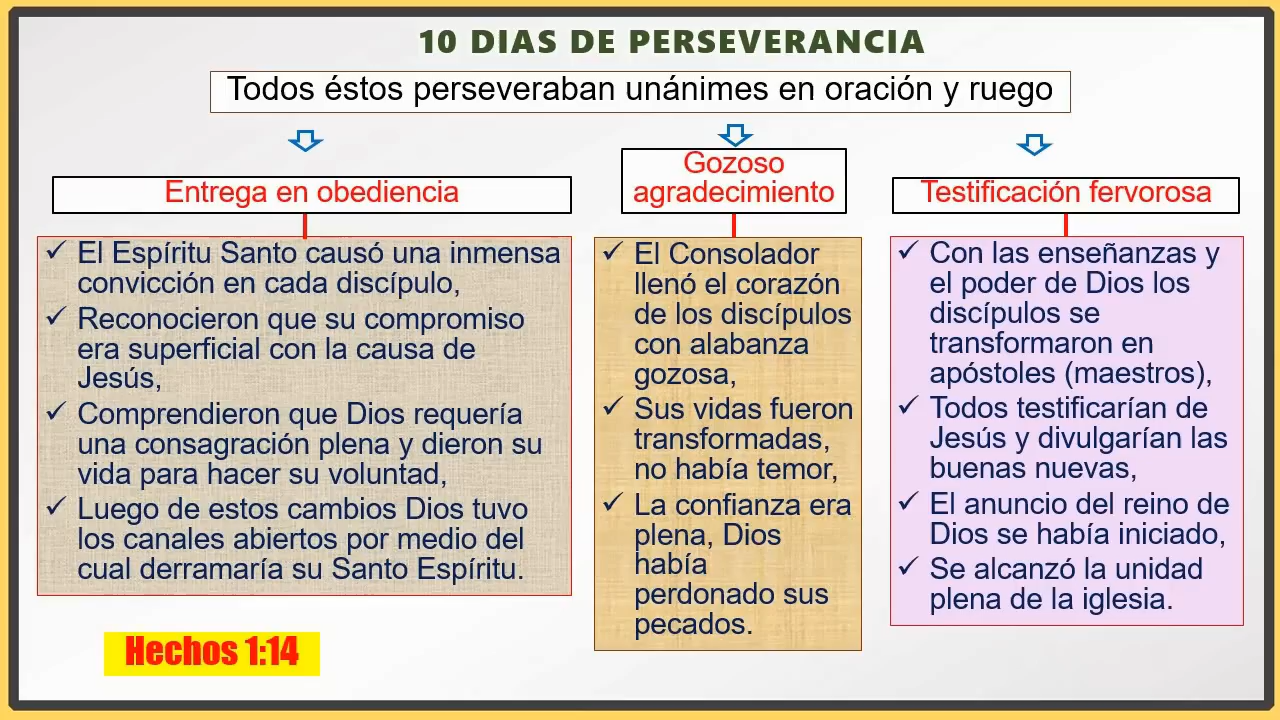 10 DIAS DE PERSEVERANCIA
Todos éstos perseveraban unánimes en oración y ruego
Entrega en obediencia
✓ El Espíritu Santo causó una inmensa
convicción en cada discípulo,
✓ Reconocieron que su compromiso
era superficial con la causa de
Jesús,
✓ Comprendieron que Dios requería
una consagración plena y dieron su
vida para hacer su voluntad,
✓ Luego de estos cambios Dios tuvo
los canales abiertos por medio del
cual derramaría su Santo Espíritu.
Gozoso
agradecimiento
✓ El Consolador
llenó el corazón
de los discípulos
con alabanza
gozosa,
✓ Sus vidas fueron
transformadas,
no había temor,
✓ La confianza era
plena, Dios
había
perdonado sus
pecados.
Testificación fervorosa
✓ Con las enseñanzas y
el poder de Dios los
discípulos se
transformaron en
apóstoles (maestros),
✓ Todos testificarían de
Jesús y divulgarían las
buenas nuevas,
✓ El anuncio del reino de
Dios se había iniciado,
✓ Se alcanzó la unidad
plena de la iglesia.
Hechos 1:14